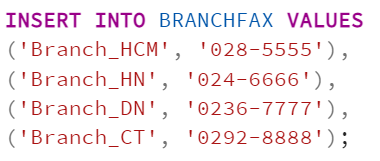 INSERT INTO BRANCHFAX VALUES
('Branch_HCM', '028-5555'),
('Branch_HN', '024-6666'),
('Branch_DN', '0236-7777'),
('Branch_CT', '0292-8888');